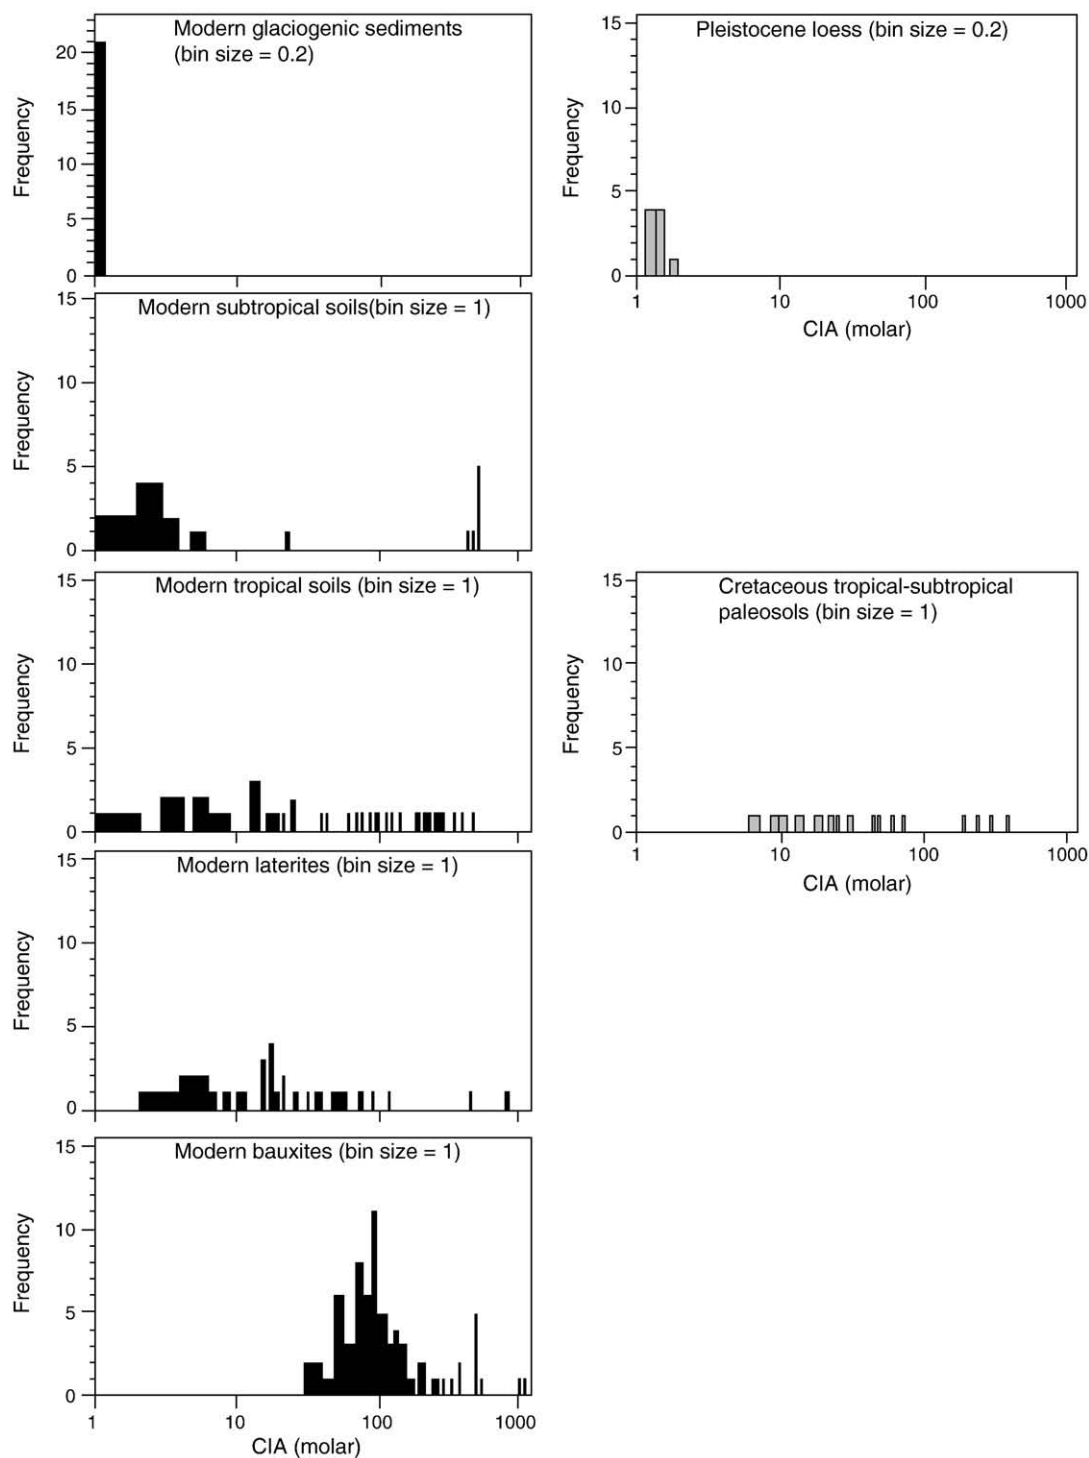 Modern glaciogenic sediments
(bin size = 0.2)
Frequency
20
15
10
5
0
Pleistocene loess (bin size = 0.2)
Frequency
15
10
5
0
1
10
100
1000
CIA (molar)
Modern subtropical soils(bin size = 1)
Frequency
15
10
5
0
Modern tropical soils (bin size = 1)
Frequency
15
10
5
0
Cretaceous tropical-subtropical
paleosols (bin size = 1)
Frequency
15
10
5
0
1
10
100
1000
CIA (molar)
Modern laterites (bin size = 1)
Frequency
15
10
5
0
Modern bauxites (bin size = 1)
Frequency
15
10
5
0
1
10
100
1000
CIA (molar)